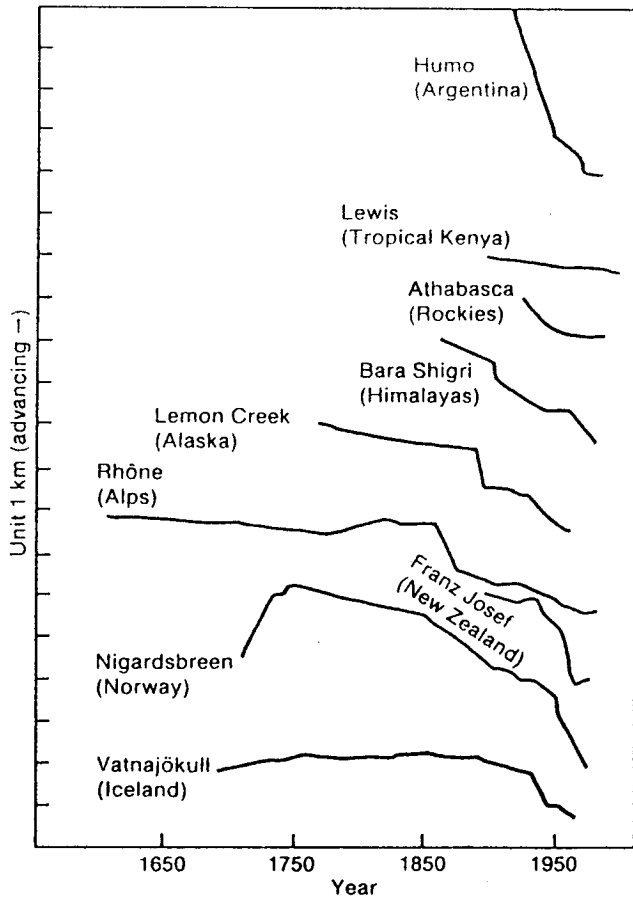 Humo
(Argentina)
Lewis
(Tropical Kenya)
Athabasca
(Rockies)
Bara Shigri
(Himalayas)
Lemon Creek
(Alaska)
Rhône
(Alps)
Franz Josef
(New Zealand)
Nigardsbreen
(Norway)
Vatnajökull
(Iceland)
Unit 1 km (advancing →)
1650 1750 1850 1950
Year